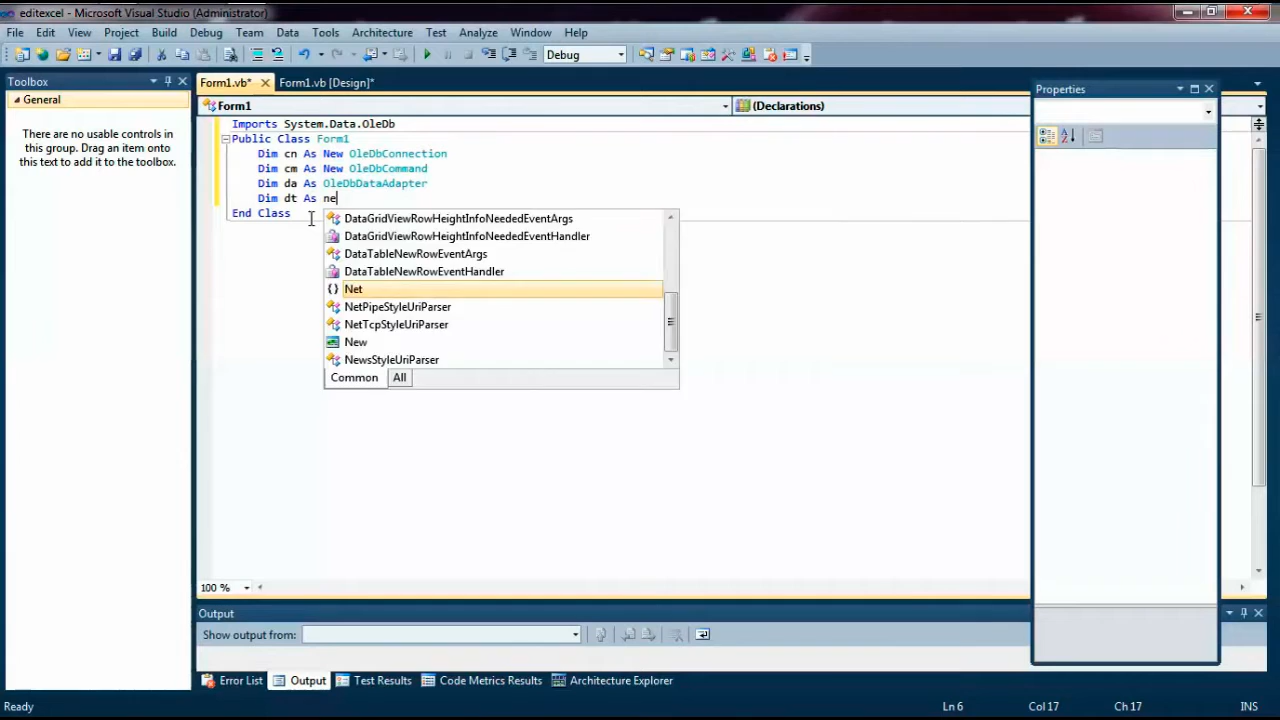 editexcel - Microsoft Visual Studio (Administrator)
File Edit View Project Build Debug Team Data Tools Architecture Test Analyze Window Help
Debug
Toolbox
Form1.vb* Form1.vb [Design]*
Properties
General
Form1
(Declarations)
There are no usable controls in
this group. Drag an item onto
this text to add it to the toolbox.
Imports System.Data.OleDb
Public Class Form1
Dim cn As New OleDbConnection
Dim cm As New OleDbCommand
Dim da As OleDbDataAdapter
Dim dt As ne
End Class
DataGridViewRowHeightInfoNeededEventArgs
DataGridViewRowHeightInfoNeededEventHandler
DataTableNewRowEventArgs
DataTableNewRowEventHandler
{} Net
NetPipeStyleUriParser
NetTcpStyleUriParser
New
NewsStyleUriParser
Common All
100 %
Output
Show output from:
Error List Output Test Results Code Metrics Results Architecture Explorer
Ready Ln 6 Col 17 Ch 17 INS